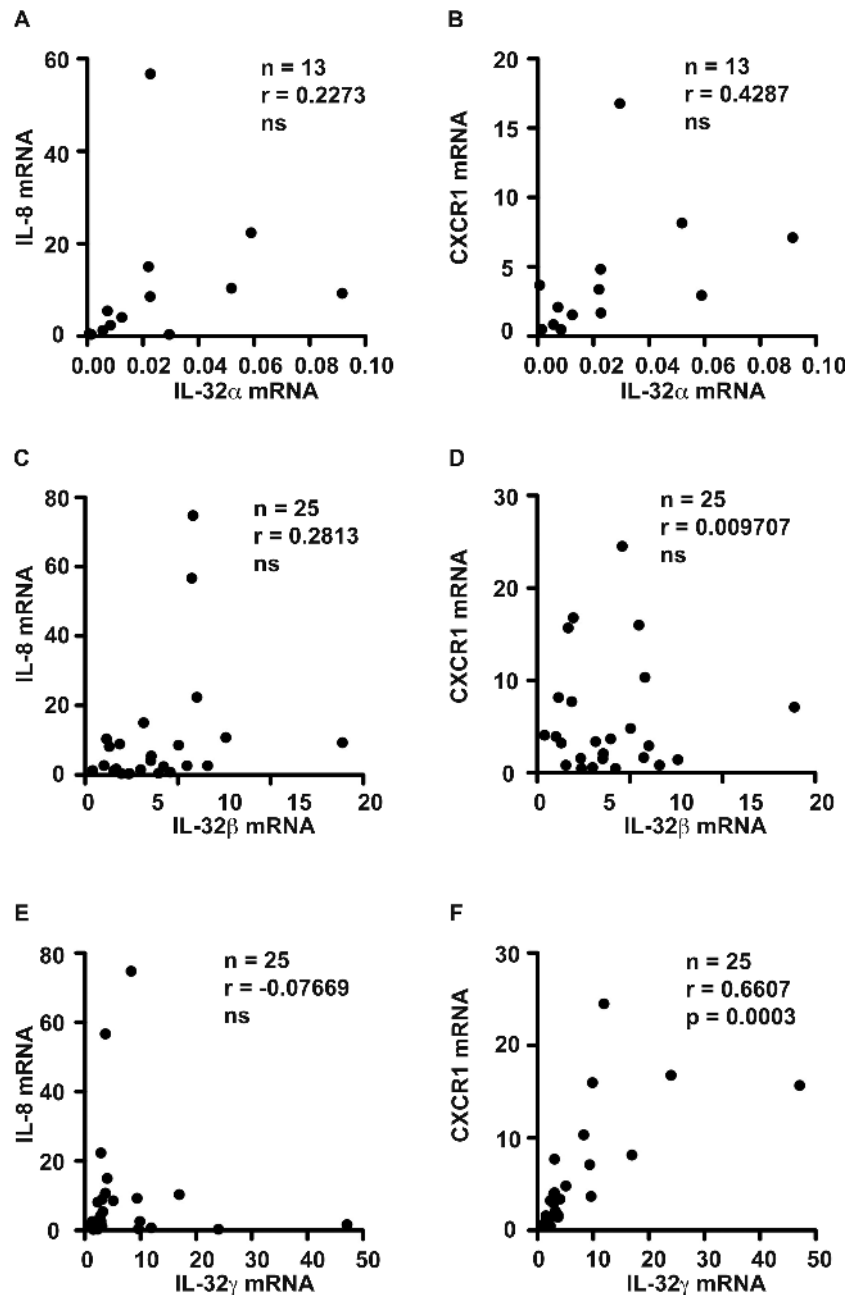 A
60
40
20
0
IL-8 mRNA
n = 13
r = 0.2273
ns
0.00 0.02 0.04 0.06 0.08 0.10
IL-32α mRNA
B
20
15
10
5
0
CXCR1 mRNA
n = 13
r = 0.4287
ns
0.00 0.02 0.04 0.06 0.08 0.10
IL-32α mRNA
C
80
60
40
20
0
IL-8 mRNA
n = 25
r = 0.2813
ns
0 5 10 15 20
IL-32β mRNA
D
30
20
10
0
CXCR1 mRNA
n = 25
r = 0.009707
ns
0 5 10 15 20
IL-32β mRNA
E
80
60
40
20
0
IL-8 mRNA
n = 25
r = -0.07669
ns
0 10 20 30 40 50
IL-32γ mRNA
F
30
20
10
0
CXCR1 mRNA
n = 25
r = 0.6607
p = 0.0003
0 10 20 30 40 50
IL-32γ mRNA